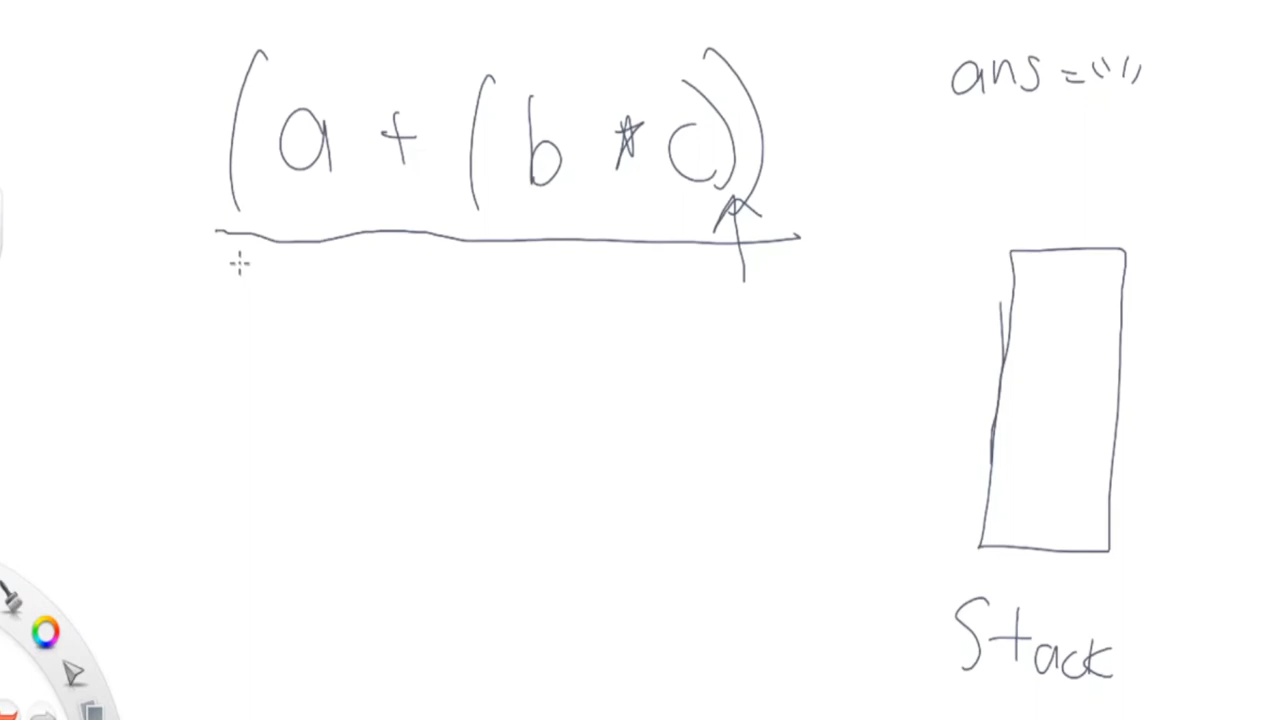 (a + (b * c))
ans = ""
Stack